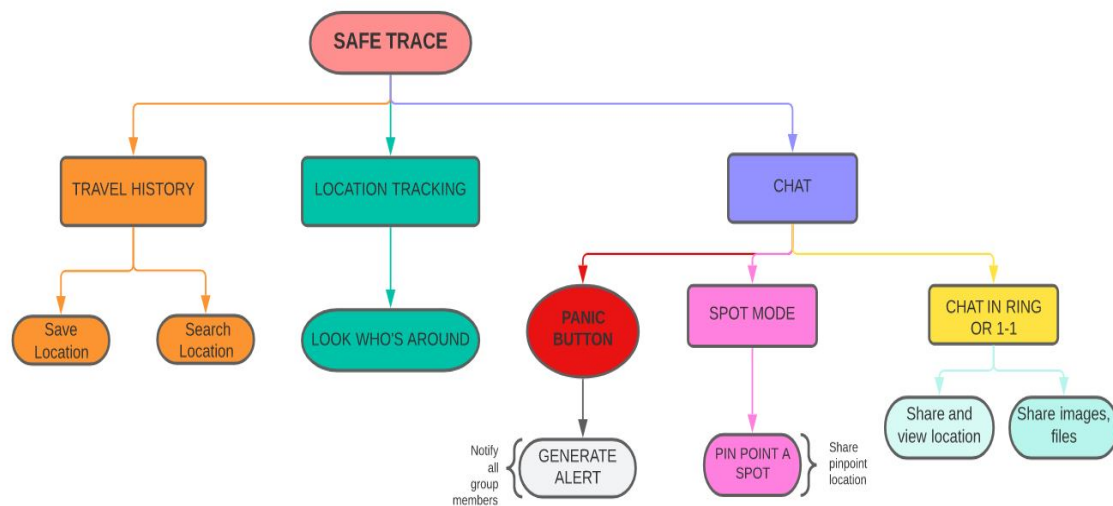 SAFE TRACE
TRAVEL HISTORY
LOCATION TRACKING
CHAT
Save
Location
Search
Location
LOOK WHO'S AROUND
PANIC
BUTTON
SPOT MODE
CHAT IN RING
OR 1-1
Notify
all
group
members
GENERATE
ALERT
PIN POINT A
SPOT
Share
pinpoint
location
Share and
view location
Share images,
files